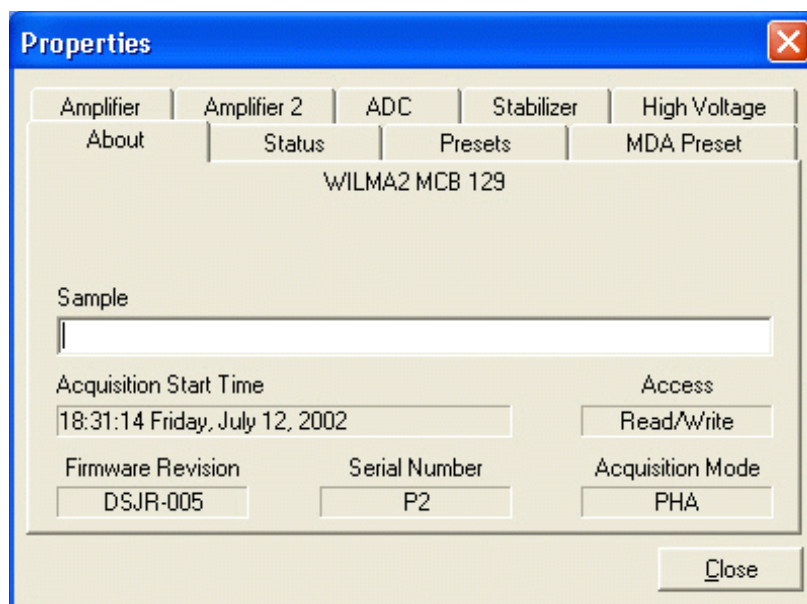 Properties
Amplifier Amplifier 2 ADC Stabilizer High Voltage
About Status Presets MDA Preset
WILMA2 MCB 129
Sample
Acquisition Start Time Access
18:31:14 Friday, July 12, 2002 Read/Write
Firmware Revision Serial Number Acquisition Mode
DSJR-005 P2 PHA
Close